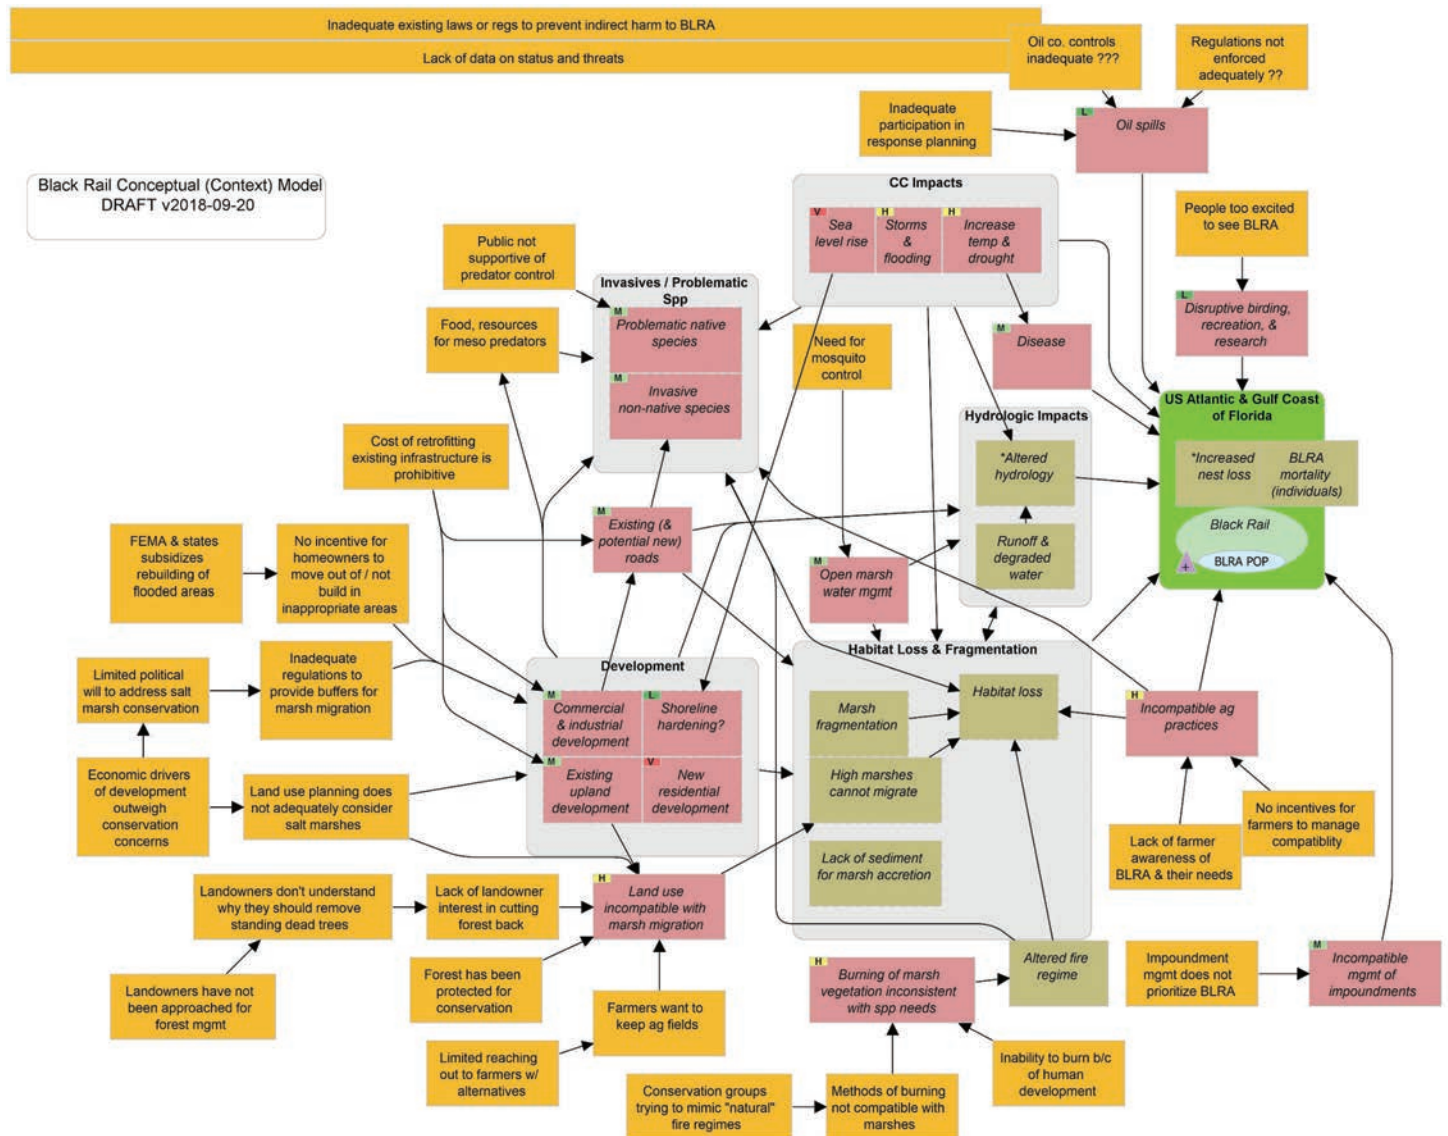 Inadequate existing laws or regs to prevent indirect harm to BLRA
Lack of data on status and threats
Oil co. controls
inadequate ???
Regulations not
enforced
adequately ??
Inadequate
participation in
response planning
L
Oil spills
Black Rail Conceptual (Context) Model
DRAFT v2018-09-20
CC Impacts
V
Sea
level rise
H
Storms
&
flooding
H
Increase
temp &
drought
People too excited
to see BLRA
Public not
supportive of
predator control
Invasives / Problematic
Spp
M
Problematic native
species
M
Invasive
non-native species
Food, resources
for meso predators
Need for
mosquito
control
M
Disease
L
Disruptive birding,
recreation, &
research
US Atlantic & Gulf Coast
of Florida
*Increased
nest loss
BLRA
mortality
(individuals)
Black Rail
+
BLRA POP
Hydrologic Impacts
*Altered
hydrology
Runoff &
degraded
water
Cost of retrofitting
existing infrastructure is
prohibitive
M
Existing (&
potential new)
roads
FEMA & states
subsidizes
rebuilding of
flooded areas
No incentive for
homeowners to
move out of / not
build in
inappropriate areas
M
Open marsh
water mgmt
Limited political
will to address salt
marsh conservation
Inadequate
regulations to
provide buffers for
marsh migration
Development
M
Commercial
& industrial
development
L
Shoreline
hardening?
M
Existing
upland
development
V
New
residential
development
Habitat Loss & Fragmentation
Marsh
fragmentation
Habitat loss
High marshes
cannot migrate
Lack of sediment
for marsh accretion
H
Incompatible ag
practices
Economic drivers
of development
outweigh
conservation
concerns
Land use planning does
not adequately consider
salt marshes
No incentives for
farmers to manage
compatiblity
Lack of farmer
awareness of
BLRA & their needs
Landowners don't understand
why they should remove
standing dead trees
Lack of landowner
interest in cutting
forest back
H
Land use
incompatible with
marsh migration
Landowners have not
been approached for
forest mgmt
Forest has been
protected for
conservation
Farmers want to
keep ag fields
Limited reaching
out to farmers w/
alternatives
H
Burning of marsh
vegetation inconsistent
with spp needs
Altered fire
regime
Impoundment
mgmt does not
prioritize BLRA
M
Incompatible
mgmt of
impoundments
Inability to burn b/c
of human
development
Conservation groups
trying to mimic "natural"
fire regimes
Methods of burning
not compatible with
marshes